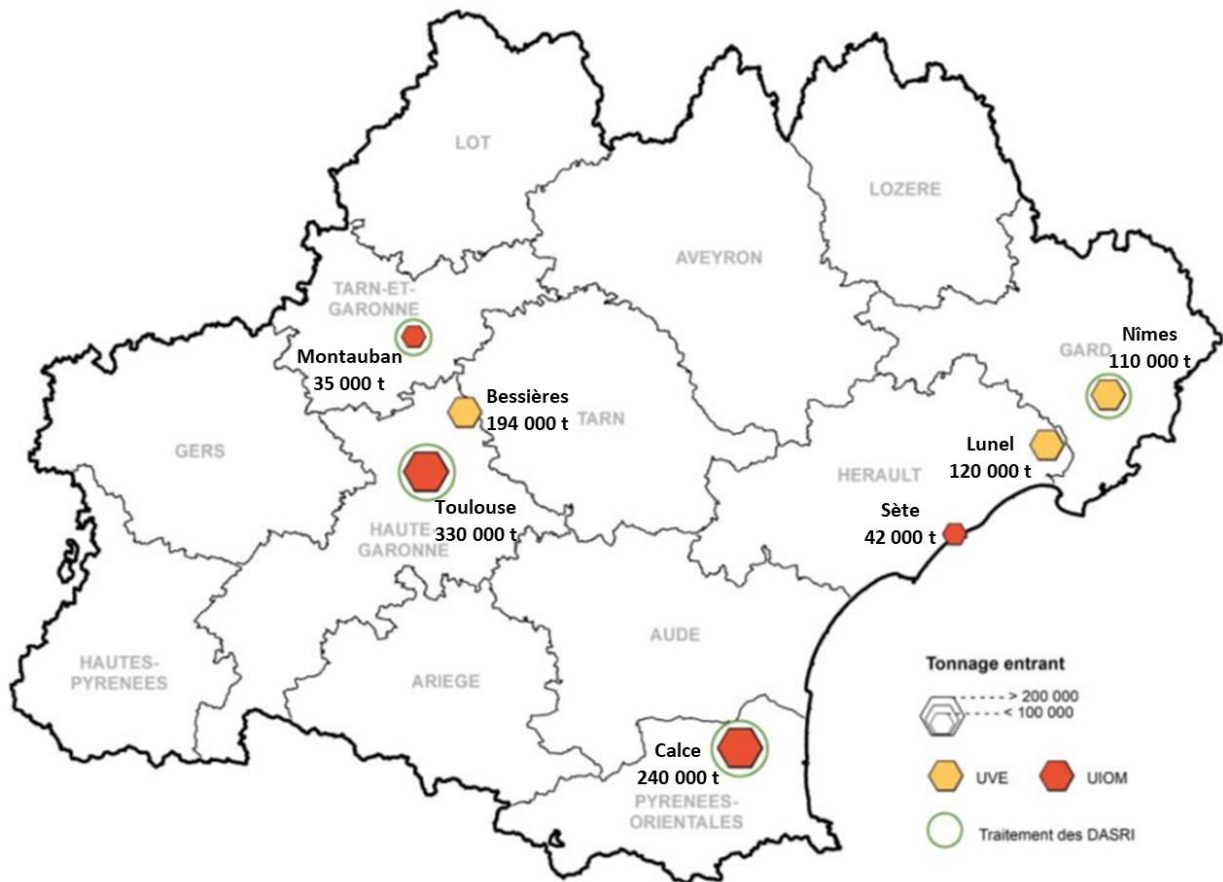 LOT
LOZERE
AVEYRON
TARN-ET-
GARONNE
Montauban
35 000 t
Nîmes
GARD
110 000 t
Bessières
194 000 t
TARN
GERS
Lunel
120 000 t
HERAULT
Toulouse
330 000 t
HAUTE-
GARONNE
Sète
42 000 t
AUDE
HAUTES-
PYRENEES
ARIEGE
Calce
240 000 t
PYRENEES-
ORIENTALES
Tonnage entrant
> 200 000
< 100 000
UVE
UIOM
Traitement des DASRI